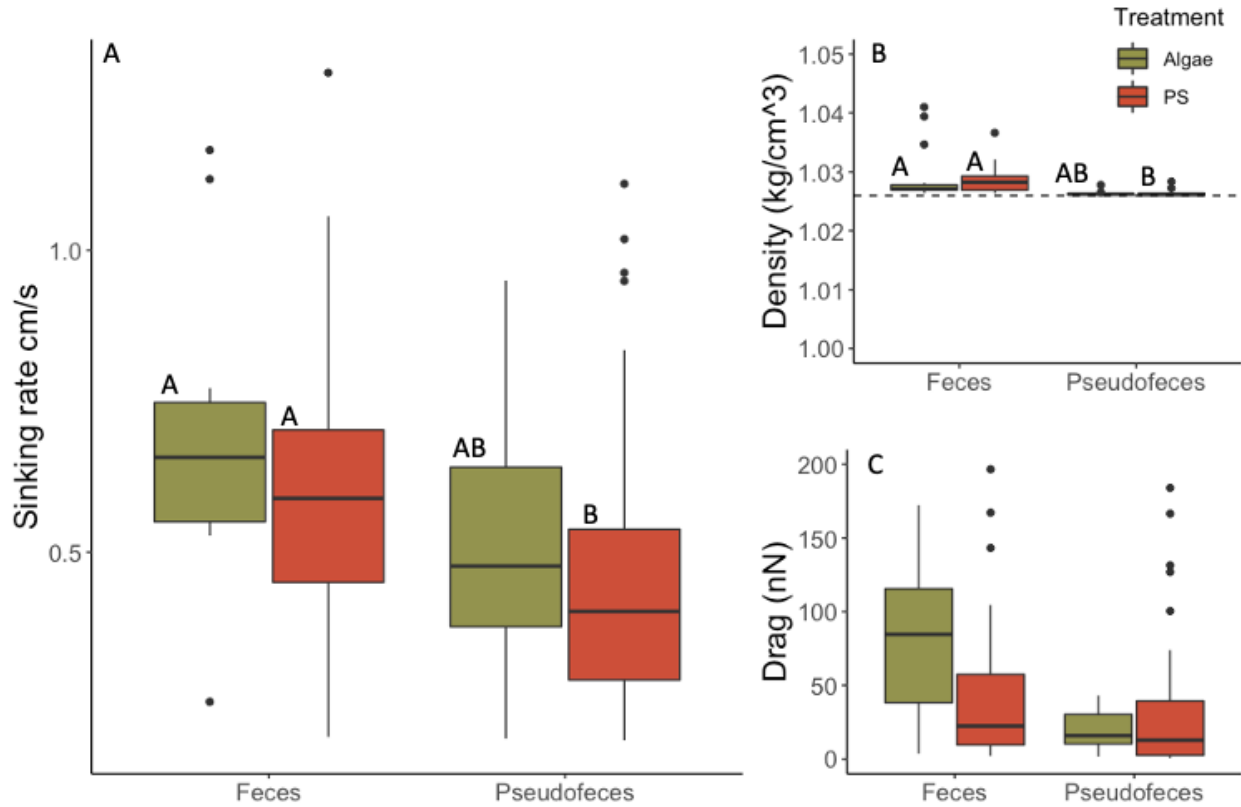 A
Sinking rate cm/s
1.0
0.5
A
A
AB
B
Feces
Pseudofeces
Treatment
Algae
PS
B
Density (kg/cm^3)
1.05
1.04
1.03
1.02
1.01
1.00
A
A
AB
B
Feces
Pseudofeces
C
Drag (nN)
200
150
100
50
0
Feces
Pseudofeces